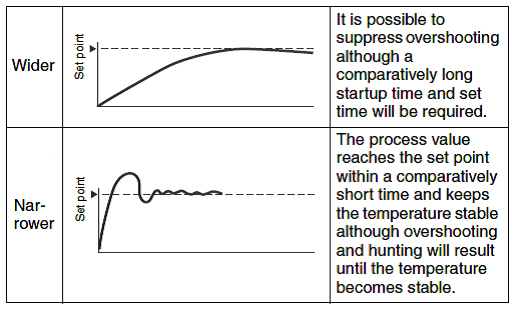 Wider
Set point
It is possible to
suppress overshooting
although a
comparatively long
startup time and set
time will be required.
Nar-
rower
Set point
The process value
reaches the set point
within a comparatively
short time and keeps
the temperature stable
although overshooting
and hunting will result
until the temperature
becomes stable.